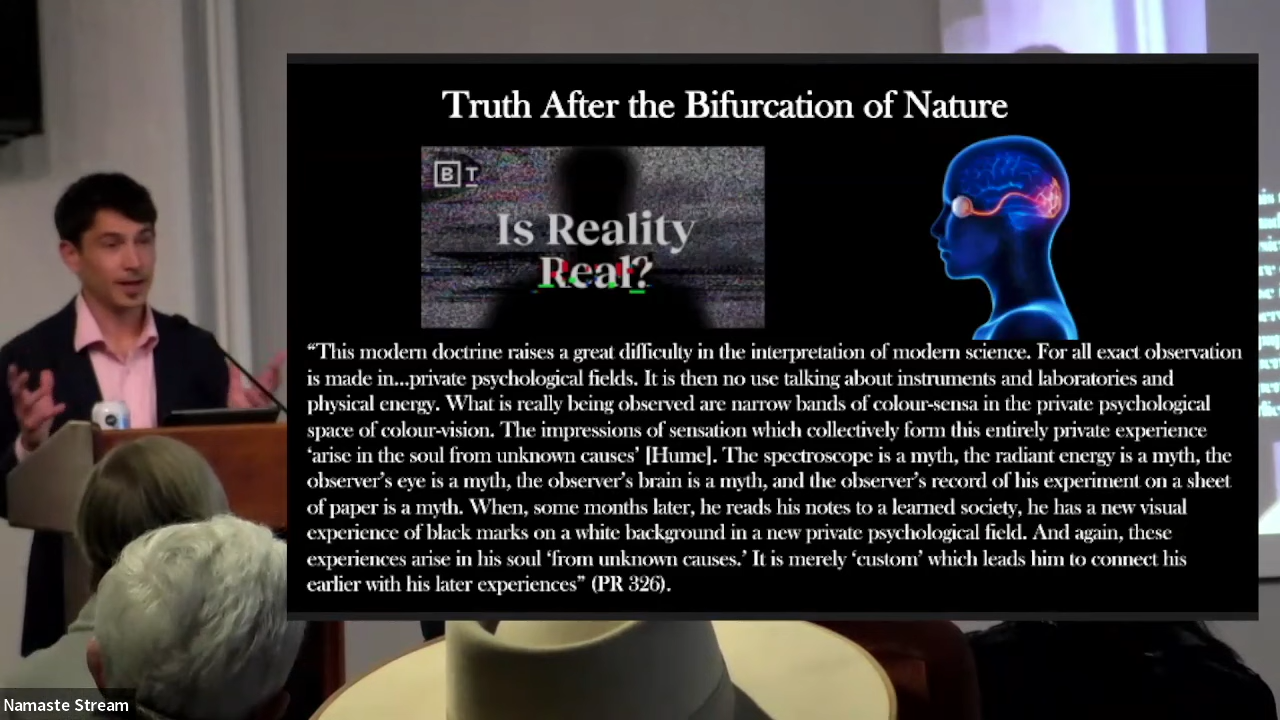 Truth After the Bifurcation of Nature
BT
Is Reality
Real?
“This modern doctrine raises a great difficulty in the interpretation of modern science. For all exact observation
is made in...private psychological fields. It is then no use talking about instruments and laboratories and
physical energy. What is really being observed are narrow bands of colour-sensa in the private psychological
space of colour-vision. The impressions of sensation which collectively form this entirely private experience
‘arise in the soul from unknown causes’ [Hume]. The spectroscope is a myth, the radiant energy is a myth, the
observer’s eye is a myth, the observer’s brain is a myth, and the observer’s record of his experiment on a sheet
of paper is a myth. When, some months later, he reads his notes to a learned society, he has a new visual
experience of black marks on a white background in a new private psychological field. And again, these
experiences arise in his soul ‘from unknown causes.’ It is merely ‘custom’ which leads him to connect his
earlier with his later experiences” (PR 326).
Namaste Stream